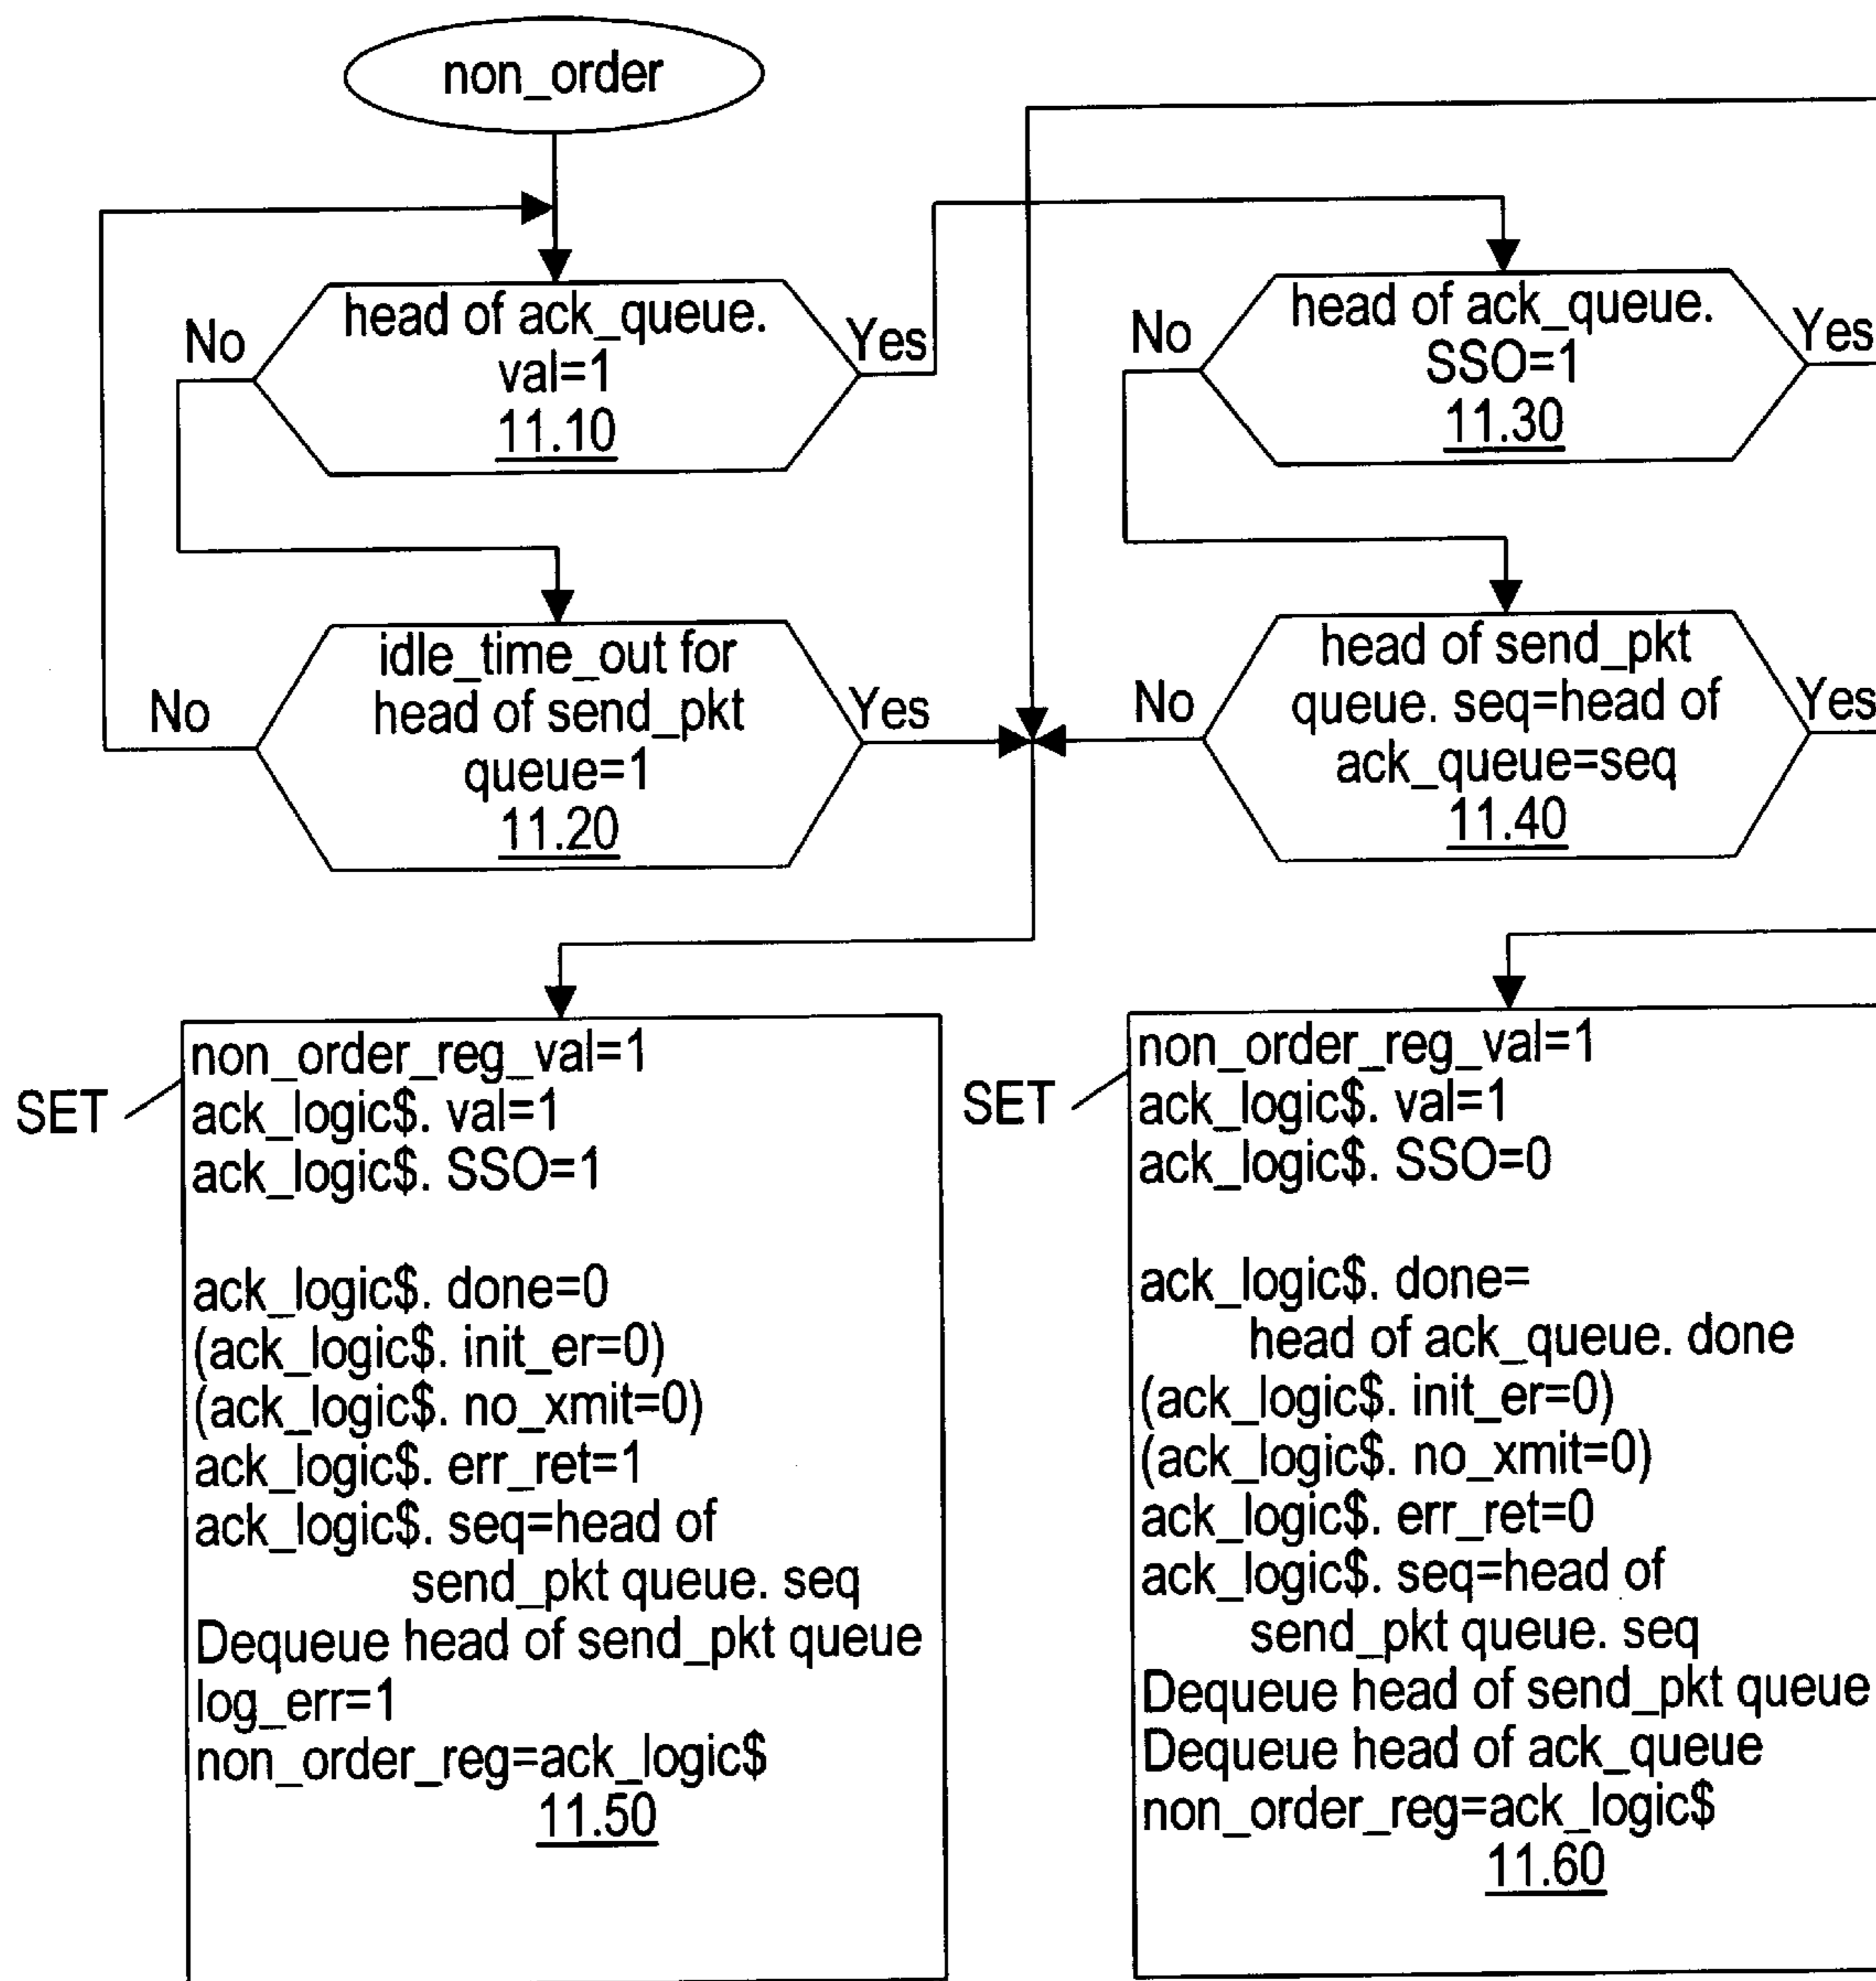 non_order
No
head of ack_queue.
val=1
11.10
Yes
No
head of ack_queue.
SSO=1
11.30
Yes
No
idle_time_out for
head of send_pkt
queue=1
11.20
Yes
No
head of send_pkt
queue. seq=head of
ack_queue=seq
11.40
Yes
SET
non_order_reg_val=1
ack_logic$. val=1
ack_logic$. SSO=1
ack_logic$. done=0
(ack_logic$. init_er=0)
(ack_logic$. no_xmit=0)
ack_logic$. err_ret=1
ack_logic$. seq=head of
send_pkt queue. seq
Dequeue head of send_pkt queue
log_err=1
non_order_reg=ack_logic$
11.50
SET
non_order_reg_val=1
ack_logic$. val=1
ack_logic$. SSO=0
ack_logic$. done=
head of ack_queue. done
(ack_logic$. init_er=0)
(ack_logic$. no_xmit=0)
ack_logic$. err_ret=0
ack_logic$. seq=head of
send_pkt queue. seq
Dequeue head of send_pkt queue
Dequeue head of ack_queue
non_order_reg=ack_logic$
11.60